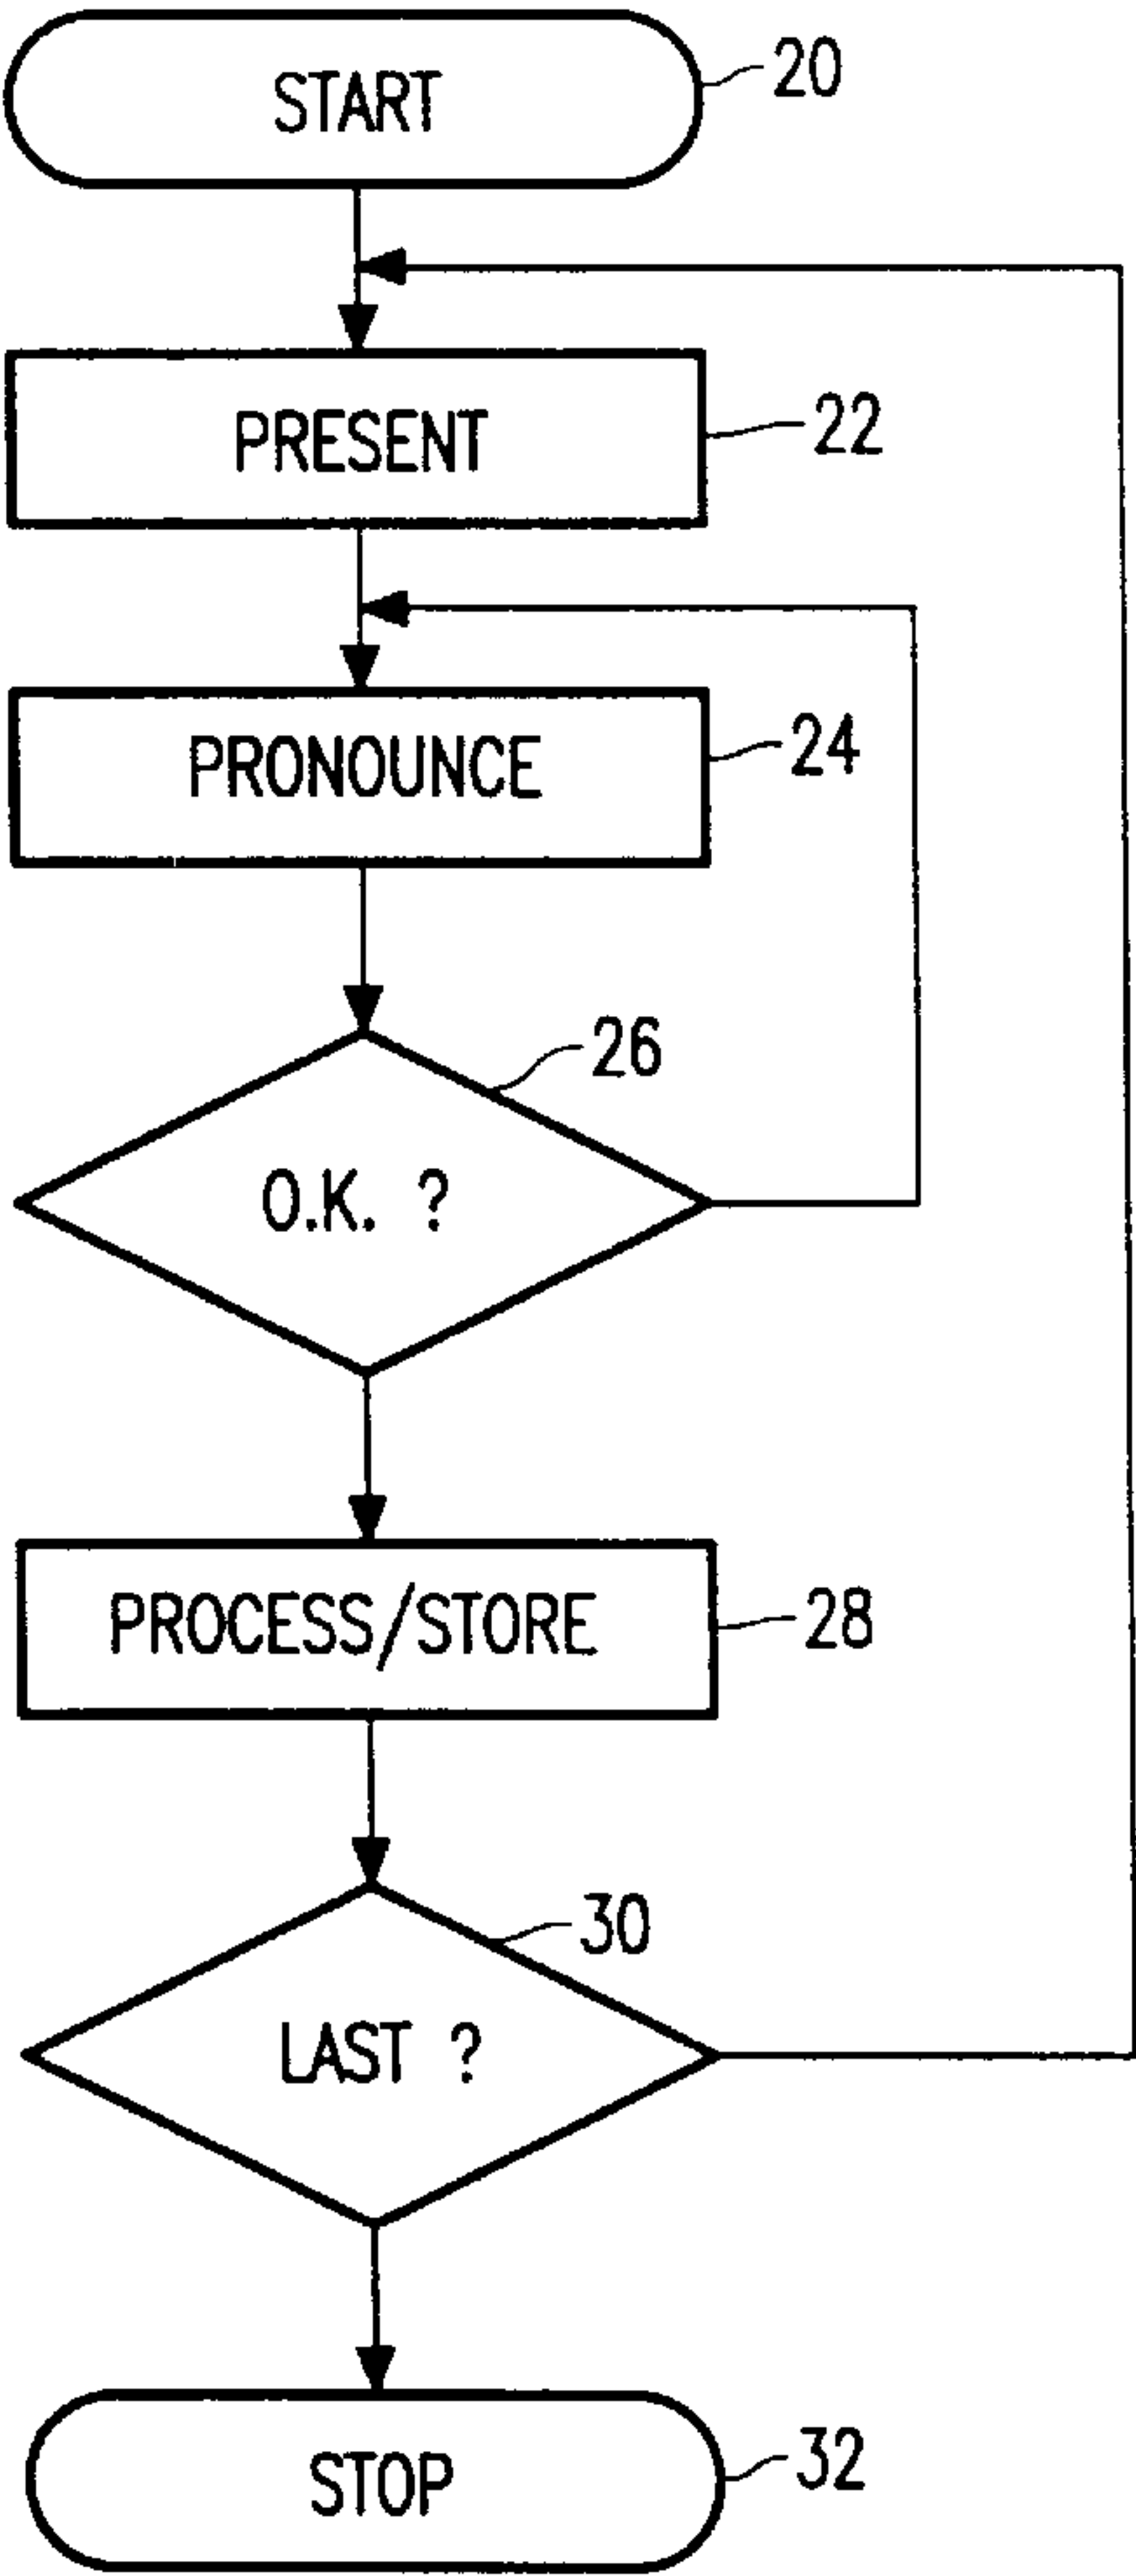 START
20
PRESENT
22
PRONOUNCE
24
26
O.K. ?
PROCESS/STORE
28
30
LAST ?
STOP
32